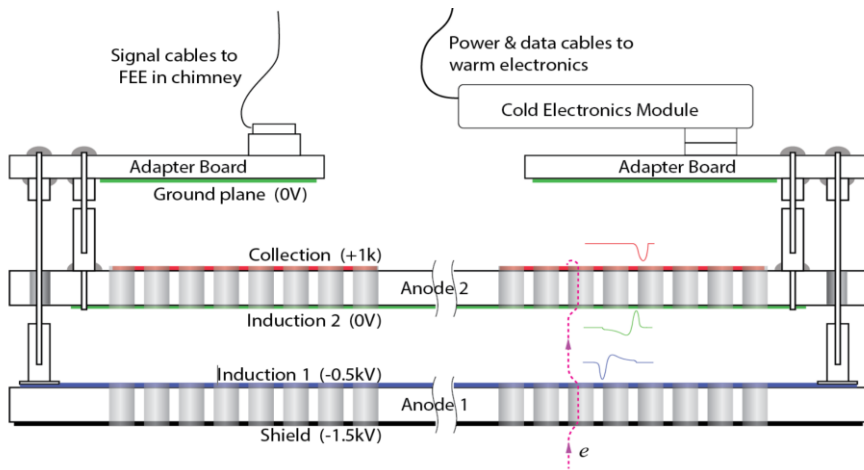 Signal cables to
FEE in chimney
Power & data cables to
warm electronics
Cold Electronics Module
Adapter Board
Adapter Board
Ground plane (0V)
Collection (+1k)
Anode 2
Induction 2 (0V)
Induction 1 (-0.5kV)
Anode 1
Shield (-1.5kV)
e